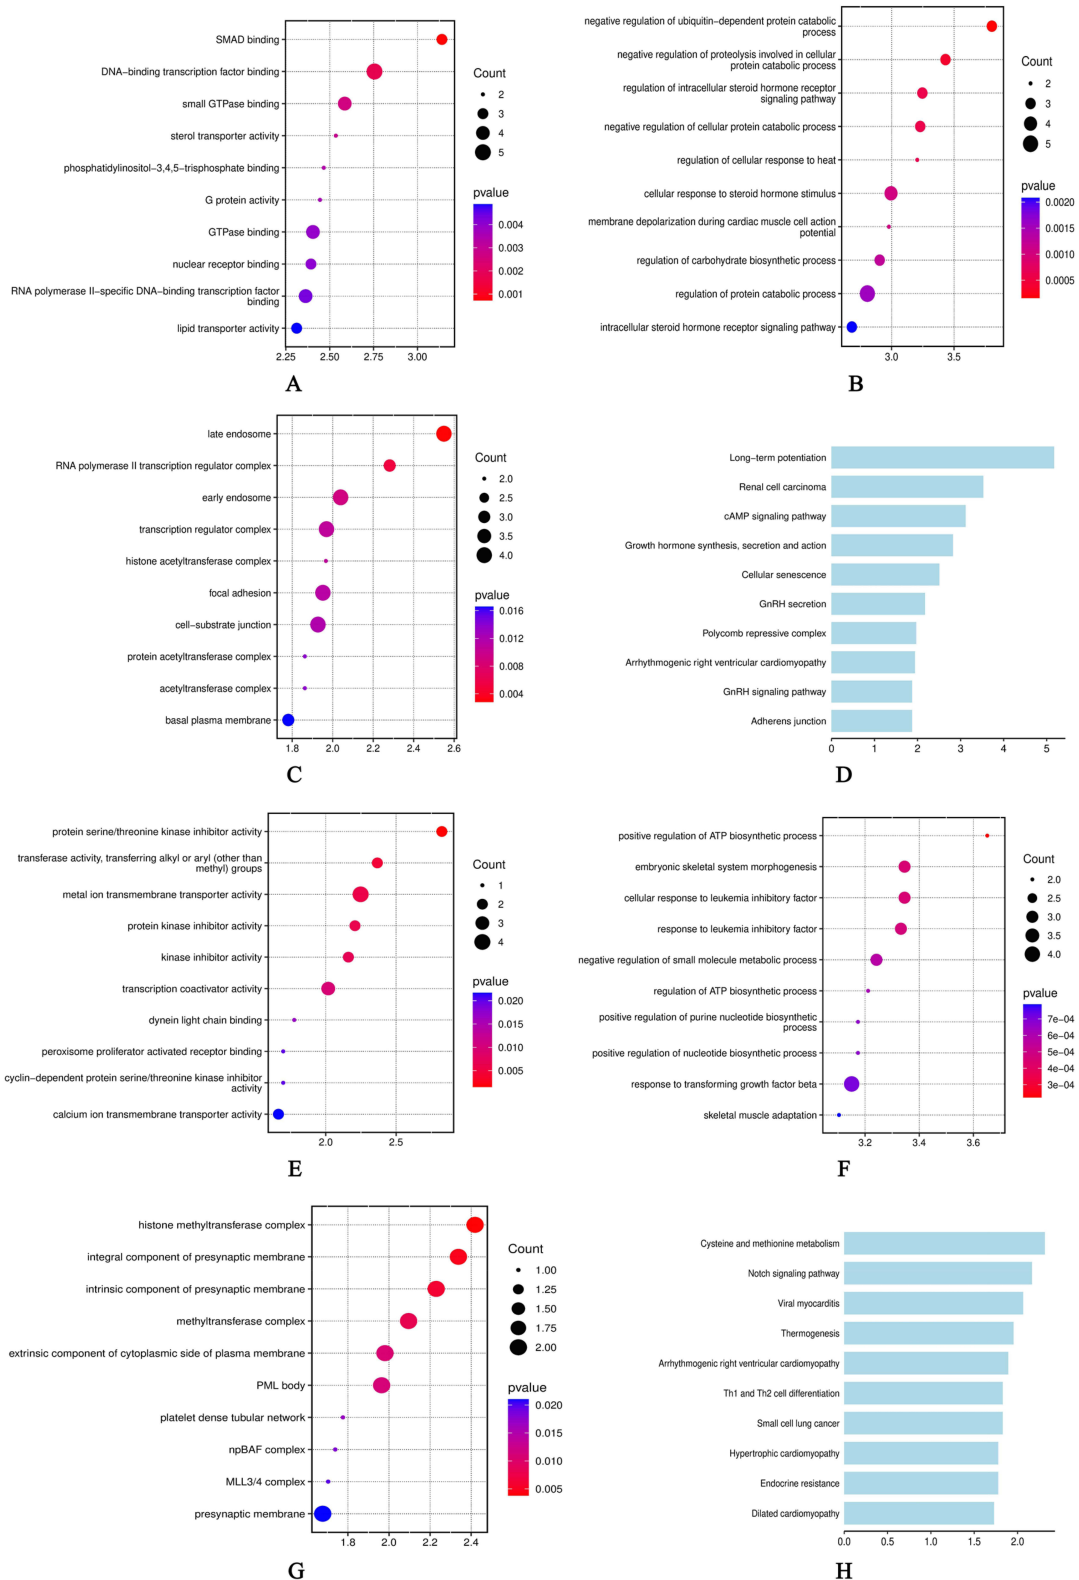 SMAD binding
DNA−binding transcription factor binding
small GTPase binding
sterol transporter activity
phosphatidylinositol−3,4,5−trisphosphate binding
G protein activity
GTPase binding
nuclear receptor binding
RNA polymerase II−specific DNA−binding transcription factor
binding
lipid transporter activity
2.25 2.50 2.75 3.00
Count
2
3
4
5
pvalue
0.004
0.003
0.002
0.001
A
negative regulation of ubiquitin−dependent protein catabolic
process
negative regulation of proteolysis involved in cellular
protein catabolic process
regulation of intracellular steroid hormone receptor
signaling pathway
negative regulation of cellular protein catabolic process
regulation of cellular response to heat
cellular response to steroid hormone stimulus
membrane depolarization during cardiac muscle cell action
potential
regulation of carbohydrate biosynthetic process
regulation of protein catabolic process
intracellular steroid hormone receptor signaling pathway
3.0 3.5
Count
2
3
4
5
pvalue
0.0020
0.0015
0.0010
0.0005
B
late endosome
RNA polymerase II transcription regulator complex
early endosome
transcription regulator complex
histone acetyltransferase complex
focal adhesion
cell−substrate junction
protein acetyltransferase complex
acetyltransferase complex
basal plasma membrane
1.8 2.0 2.2 2.4 2.6
Count
2.0
2.5
3.0
3.5
4.0
pvalue
0.016
0.012
0.008
0.004
C
Long−term potentiation
Renal cell carcinoma
cAMP signaling pathway
Growth hormone synthesis, secretion and action
Cellular senescence
GnRH secretion
Polycomb repressive complex
Arrhythmogenic right ventricular cardiomyopathy
GnRH signaling pathway
Adherens junction
0 1 2 3 4 5
D
protein serine/threonine kinase inhibitor activity
transferase activity, transferring alkyl or aryl (other than
methyl) groups
metal ion transmembrane transporter activity
protein kinase inhibitor activity
kinase inhibitor activity
transcription coactivator activity
dynein light chain binding
peroxisome proliferator activated receptor binding
cyclin−dependent protein serine/threonine kinase inhibitor
activity
calcium ion transmembrane transporter activity
2.0 2.5
Count
1
2
3
4
pvalue
0.020
0.015
0.010
0.005
E
positive regulation of ATP biosynthetic process
embryonic skeletal system morphogenesis
cellular response to leukemia inhibitory factor
response to leukemia inhibitory factor
negative regulation of small molecule metabolic process
regulation of ATP biosynthetic process
positive regulation of purine nucleotide biosynthetic
process
positive regulation of nucleotide biosynthetic process
response to transforming growth factor beta
skeletal muscle adaptation
3.2 3.4 3.6
Count
2.0
2.5
3.0
3.5
4.0
pvalue
7e−04
6e−04
5e−04
4e−04
3e−04
F
histone methyltransferase complex
integral component of presynaptic membrane
intrinsic component of presynaptic membrane
methyltransferase complex
extrinsic component of cytoplasmic side of plasma membrane
PML body
platelet dense tubular network
npBAF complex
MLL3/4 complex
presynaptic membrane
1.8 2.0 2.2 2.4
Count
1.00
1.25
1.50
1.75
2.00
pvalue
0.020
0.015
0.010
0.005
G
Cysteine and methionine metabolism
Notch signaling pathway
Viral myocarditis
Thermogenesis
Arrhythmogenic right ventricular cardiomyopathy
Th1 and Th2 cell differentiation
Small cell lung cancer
Hypertrophic cardiomyopathy
Endocrine resistance
Dilated cardiomyopathy
0.0 0.5 1.0 1.5 2.0
H